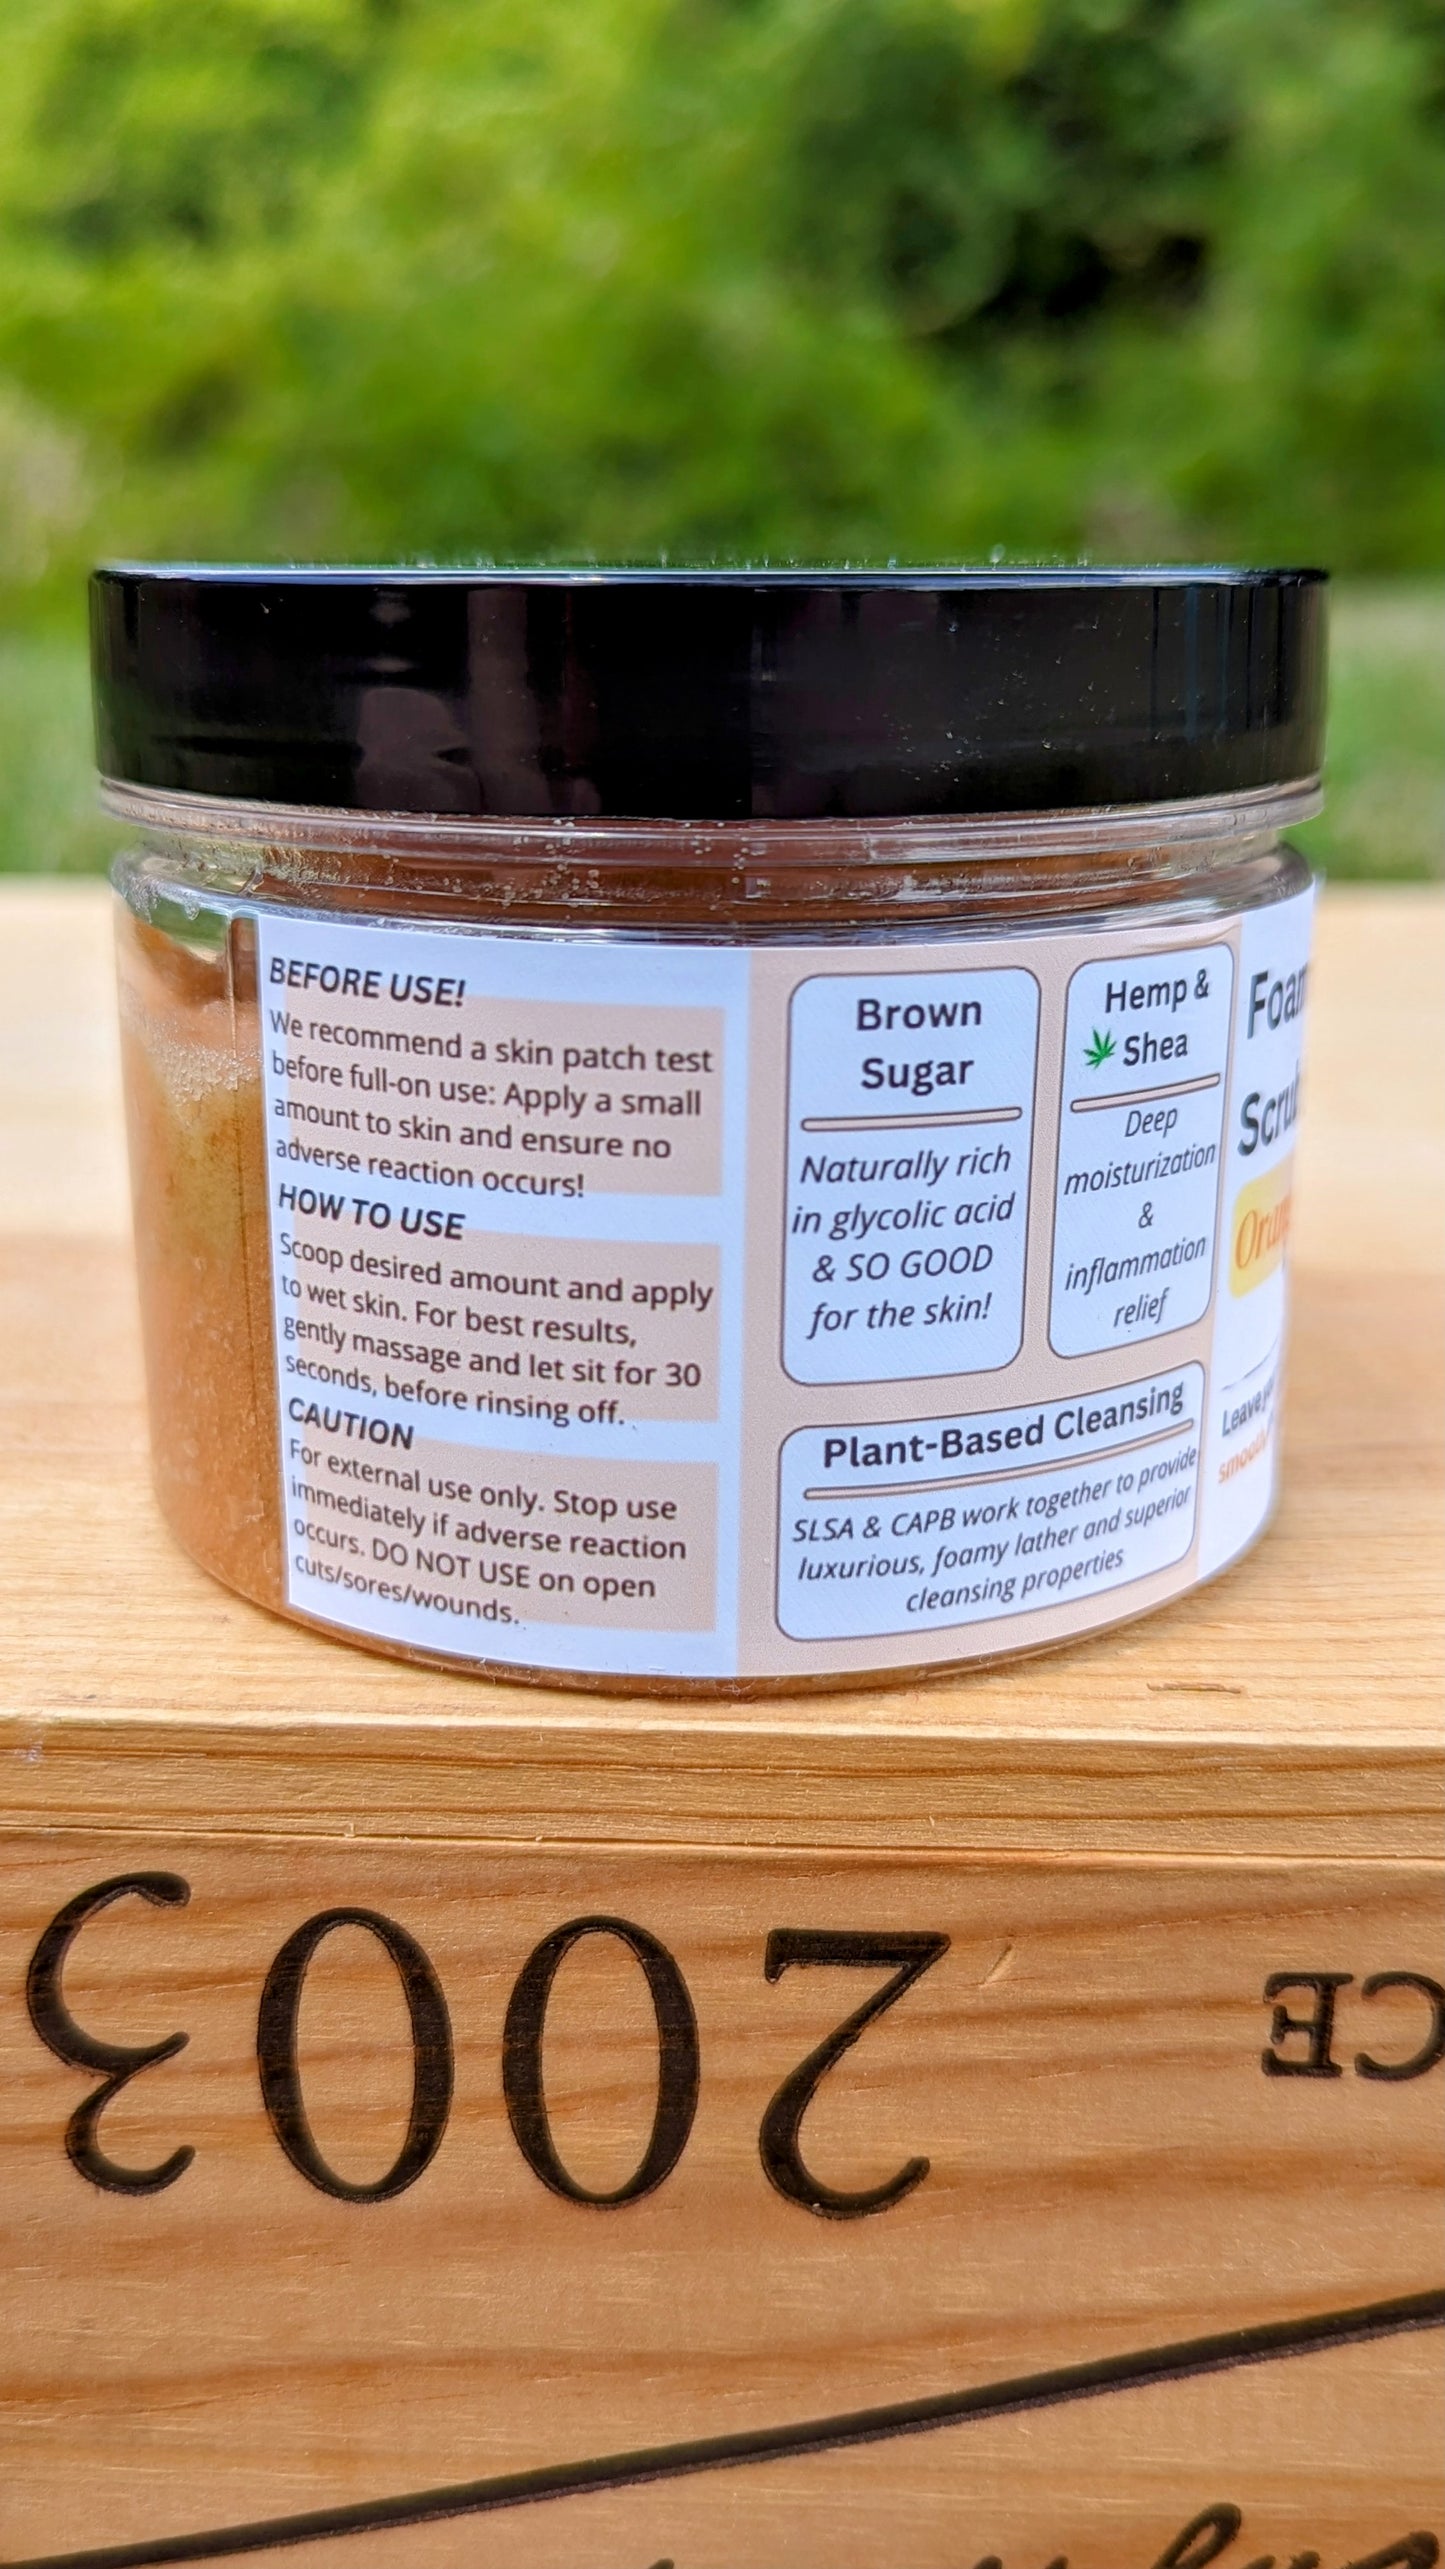 BEFORE USE!
We recommend a skin patch test
before full-on use: Apply a small
amount to skin and ensure no
adverse reaction occurs!
HOW TO USE
Scoop desired amount and apply
to wet skin. For best results,
gently massage and let sit for 30
seconds, before rinsing off.
CAUTION
For external use only. Stop use
immediately if adverse reaction
occurs. DO NOT USE on open
cuts/sores/wounds.
Brown
Sugar
Naturally rich
in glycolic acid
& SO GOOD
for the skin!
Hemp &
Shea
Deep
moisturization
&
inflammation
relief
Plant-Based Cleansing
SLSA & CAPB work together to provide
luxurious, foamy lather and superior
cleansing properties
Leave
2003
CE